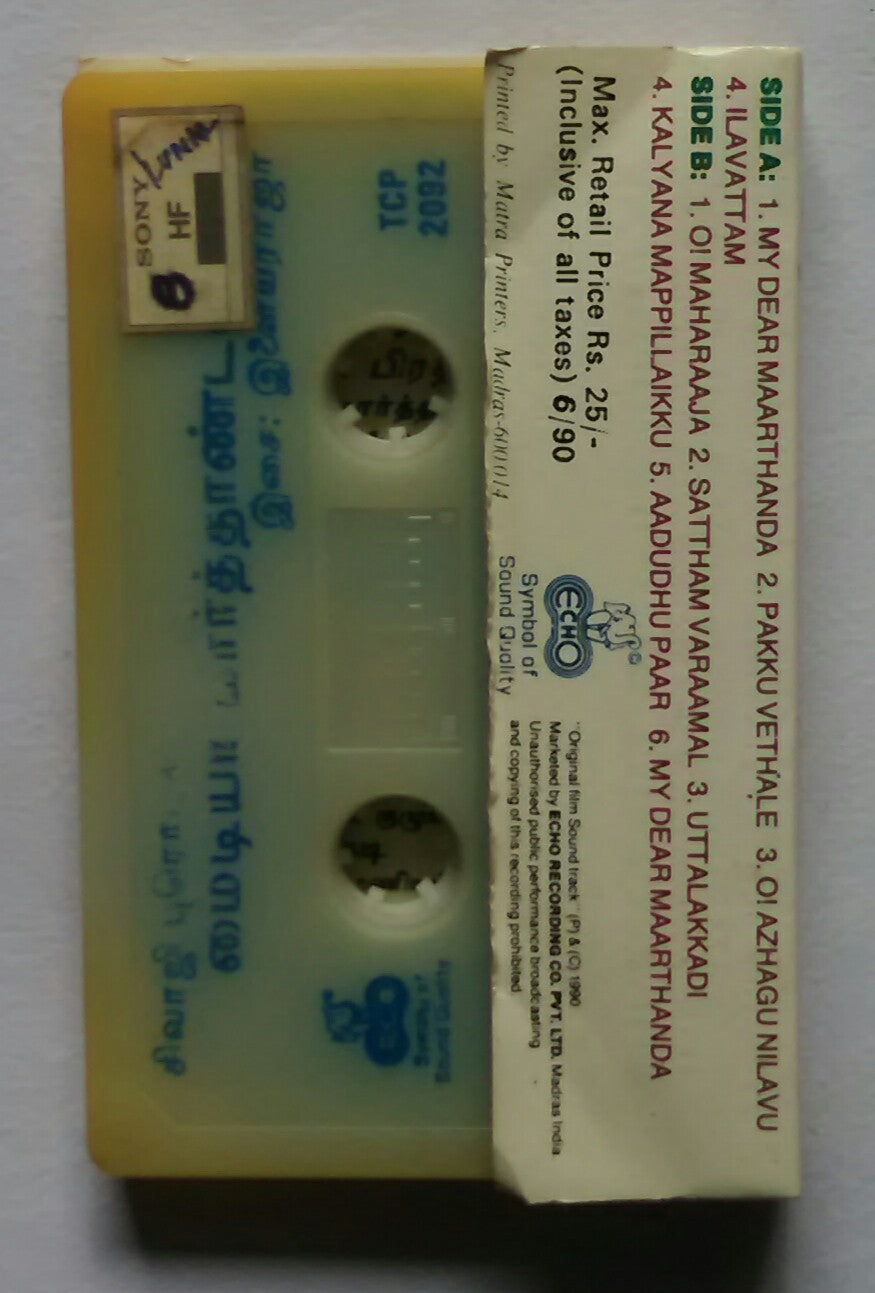 SIDE A: 1. MY DEAR MAARTHANDA 2. PAKKU VETHALE 3. O! AZHAGU NILAVU
4. ILAVATTAM
SIDE B: 1. O! MAHARAAJA 2. SATTHAM VARAAMAL 3. UTTALAKKADI
4. KALYANA MAPPILLAIKKU 5. AADUDHU PAAR 6. MY DEAR MAARTHANDA
Max. Retail Price Rs. 25/-
(Inclusive of all taxes) 6/90
Printed by Matra Printers, Madras-600014
ECHO
Symbol of
Sound Quality
"Original film Sound track" (P) & (C) 1990
Marketed by ECHO RECORDING CO. PVT. LTD. Madras India
Unauthorised public performance broadcasting
and copying of this recording prohibited
TCP
2092
ECHO
Symbol of
Sound Quality
SONY
HF
B